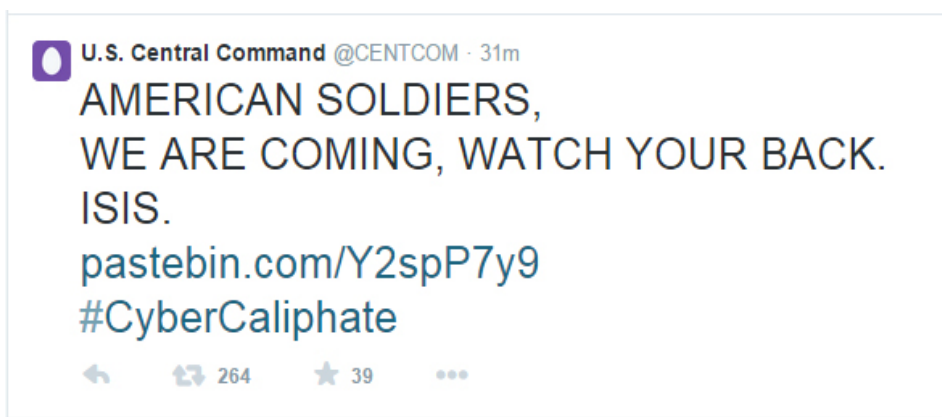 U.S. Central Command @CENTCOM · 31m
AMERICAN SOLDIERS,
WE ARE COMING, WATCH YOUR BACK.
ISIS.
pastebin.com/Y2spP7y9
#CyberCaliphate
264 39